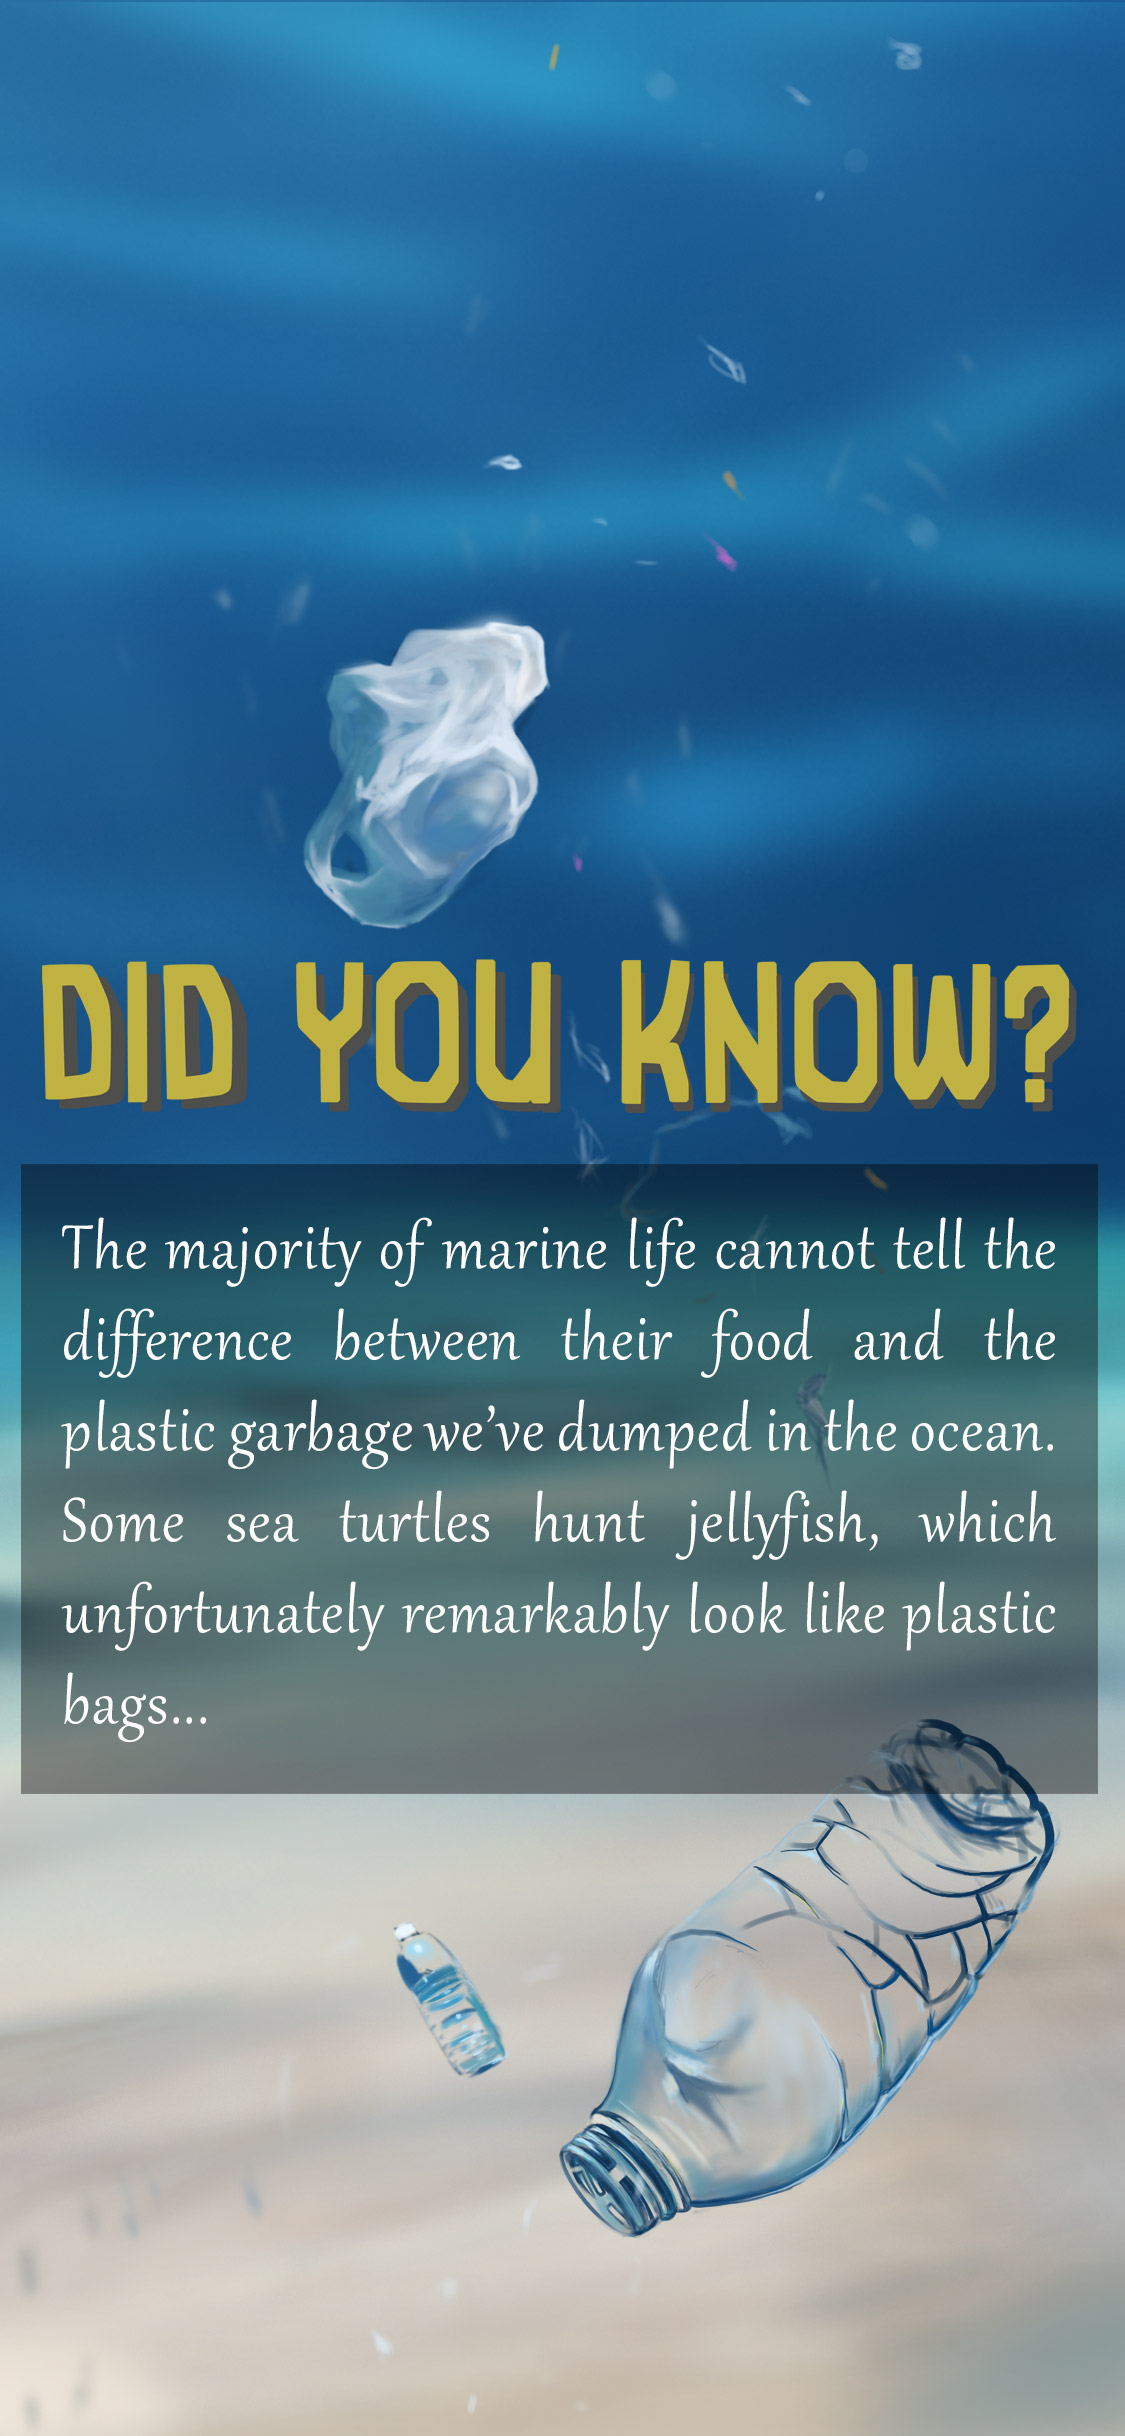 DID YOU KNOW?
The majority of marine life cannot tell the
difference between their food and the
plastic garbage we've dumped in the ocean.
Some sea turtles hunt jellyfish, which
unfortunately remarkably look like plastic
bags...